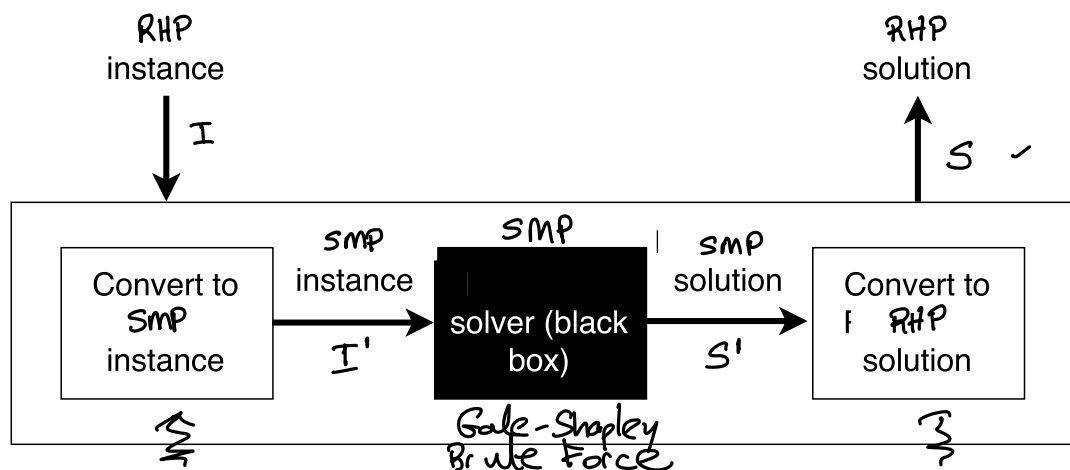 RHP
instance
I
RHP
solution
S ✓
Convert to
SMP
instance
SMP
instance
I'
SMP
solver (black
box)
Gale-Shapley
Brute Force
SMP
solution
S'
Convert to
RHP
solution